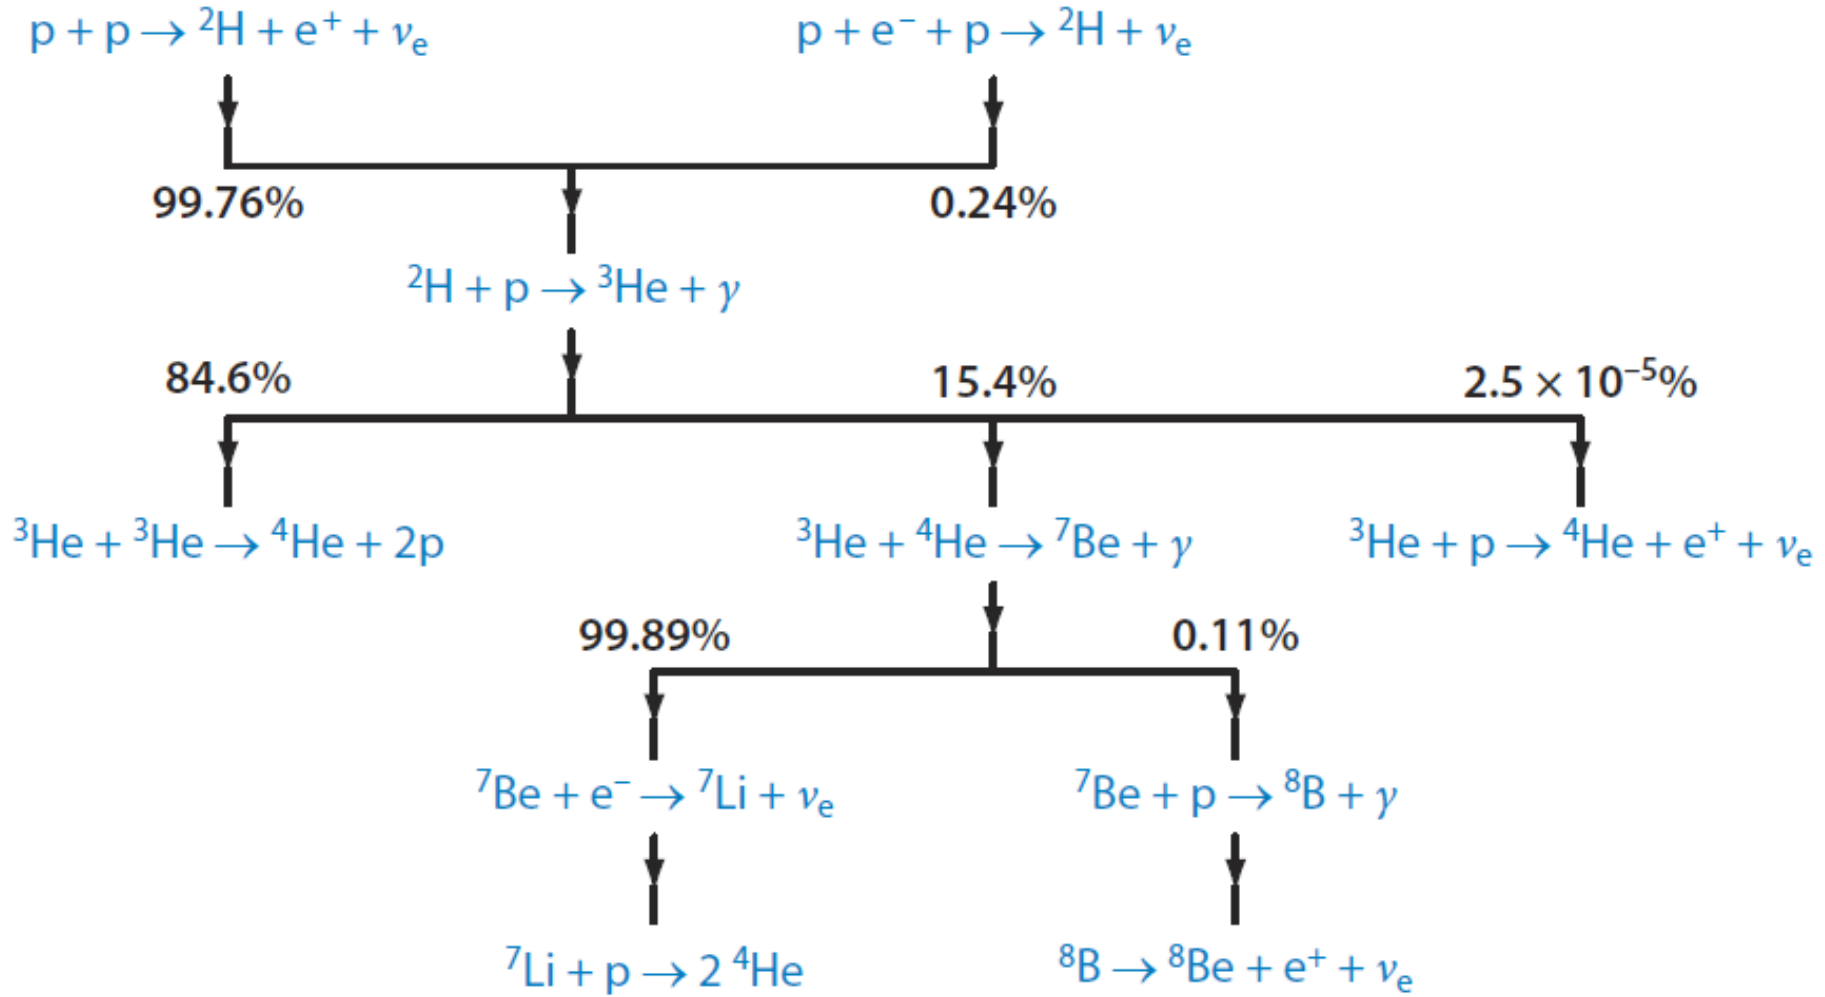 p + p → ²H + e⁺ + νₑ
p + e⁻ + p → ²H + νₑ
99.76%
0.24%
²H + p → ³He + γ
84.6%
15.4%
2.5 × 10⁻⁵%
³He + ³He → ⁴He + 2p
³He + ⁴He → ⁷Be + γ
³He + p → ⁴He + e⁺ + νₑ
99.89%
0.11%
⁷Be + e⁻ → ⁷Li + νₑ
⁷Be + p → ⁸B + γ
⁷Li + p → 2 ⁴He
⁸B → ⁸Be + e⁺ + νₑ